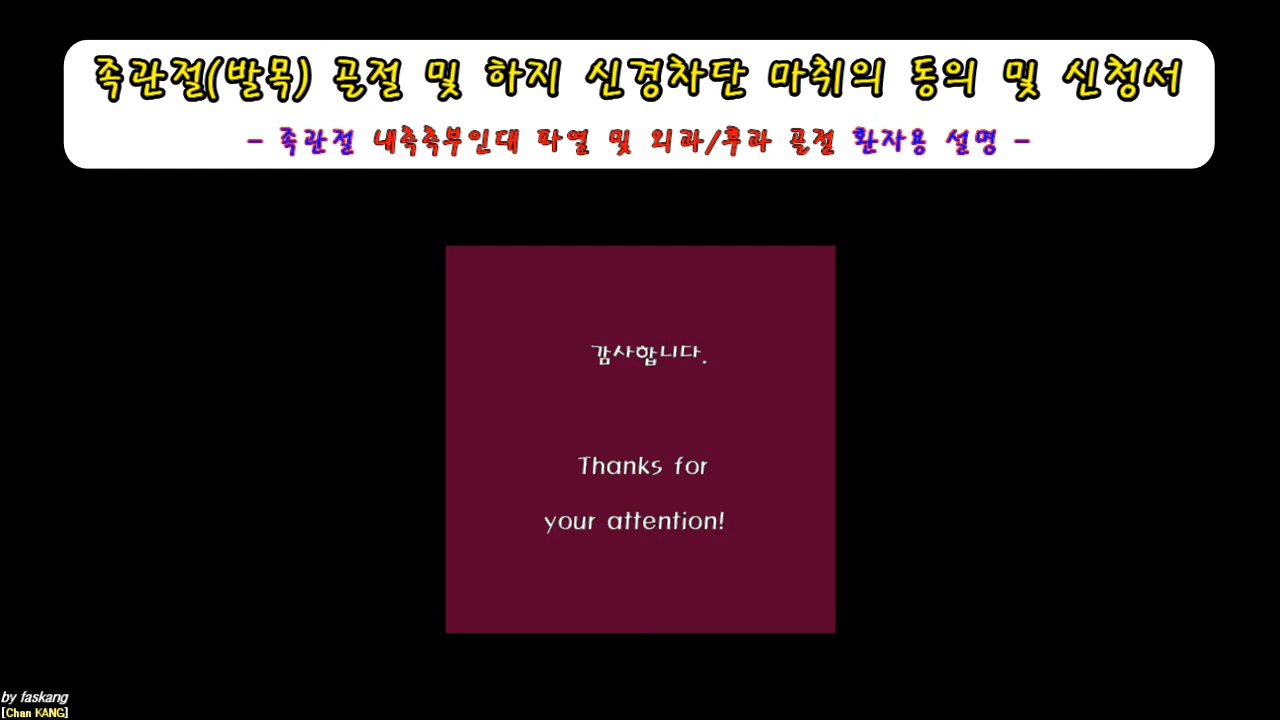 족관절(발목) 골절 및 하지 신경차단 마취의 동의 및 신청서
- 족관절 내측측부인대 파열 및 외과/후과 골절 환자용 설명 -
감사합니다.
Thanks for
your attention!
by faskang
[Chan KANG]